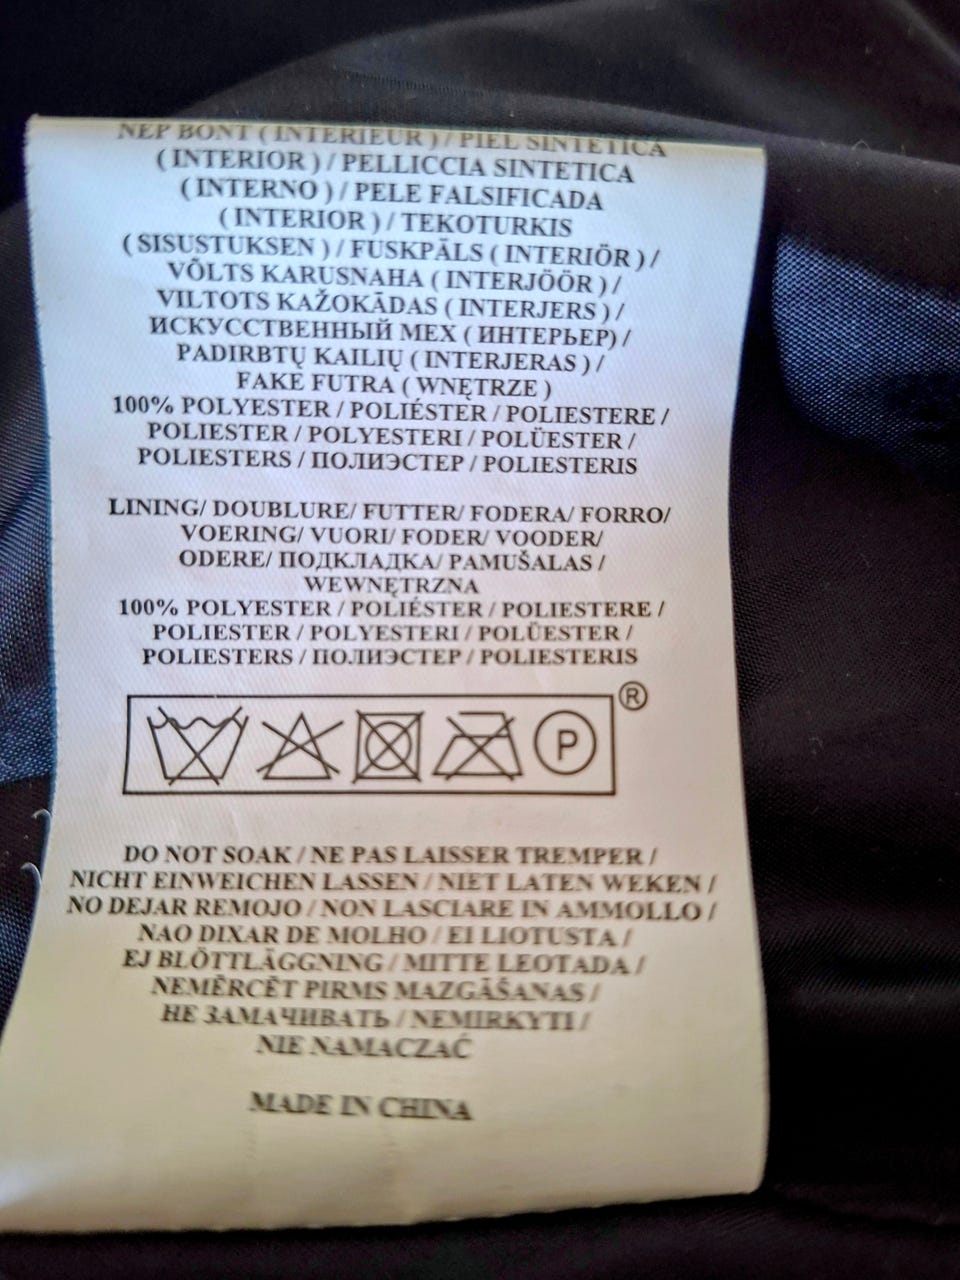 NEP BONT ( INTERIEUR ) / PIEL SINTETICA
( INTERIOR ) / PELLICCIA SINTETICA
( INTERNO ) / PELE FALSIFICADA
( INTERIOR ) / TEKOTURKIS
( SISUSTUKSEN ) / FUSKPÄLS ( INTERIÖR ) /
VÕLTS KARUSNAHA ( INTERJÖÖR ) /
VILTOTS KAŽOKĀDAS ( INTERJERS ) /
ИСКУССТВЕННЫЙ МЕХ ( ИНТЕРЬЕР) /
PADIRBTŲ KAILIŲ ( INTERJERAS ) /
FAKE FUTRA ( WNĘTRZE )
100% POLYESTER / POLIÉSTER / POLIESTERE /
POLIESTER / POLYESTERI / POLÜESTER /
POLIESTERS / ПОЛИЭСТЕР / POLIESTERIS
LINING/ DOUBLURE/ FUTTER/ FODERA/ FORRO/
VOERING/ VUORI/ FODER/ VOODER/
ODERE/ ПОДКЛАДКА/ PAMUŠALAS /
WEWNĘTRZNA
100% POLYESTER / POLIÉSTER / POLIESTERE /
POLIESTER / POLYESTERI / POLÜESTER /
POLIESTERS / ПОЛИЭСТЕР / POLIESTERIS
P ®
DO NOT SOAK / NE PAS LAISSER TREMPER /
NICHT EINWEICHEN LASSEN / NIET LATEN WEKEN /
NO DEJAR REMOJO / NON LASCIARE IN AMMOLLO /
NAO DIXAR DE MOLHO / EI LIOTUSTA /
EJ BLÖTTLÄGGNING / MITTE LEOTADA /
NEMĒRCĒT PIRMS MAZGĀŠANAS /
НЕ ЗАМАЧИВАТЬ / NEMIRKYTI /
NIE NAMACZAĆ
MADE IN CHINA